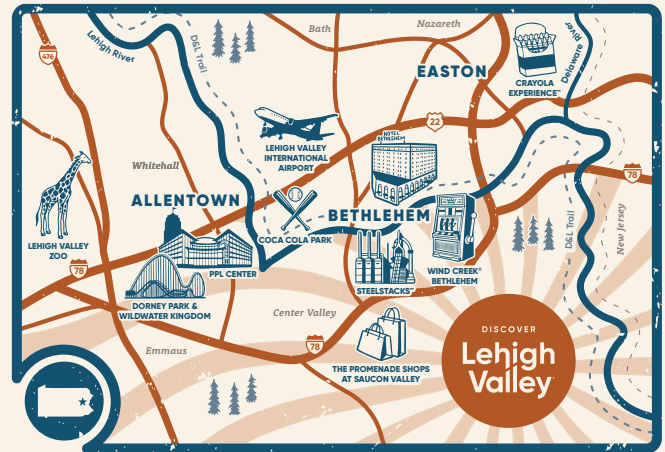 476
Lehigh River
D&L Trail
Bath
Nazareth
EASTON
CRAYOLA
EXPERIENCE™
Delaware River
22
LEHIGH VALLEY
INTERNATIONAL
AIRPORT
HOTEL
BETHLEHEM
Whitehall
ALLENTOWN
BETHLEHEM
COCA COLA PARK
LEHIGH VALLEY
ZOO
78
PPL CENTER
DORNEY PARK &
WILDWATER KINGDOM
STEELSTACKS™
WIND CREEK®
BETHLEHEM
78
D&L Trail
New Jersey
Center Valley
Emmaus
78
THE PROMENADE SHOPS
AT SAUCON VALLEY
DISCOVER
Lehigh
Valley